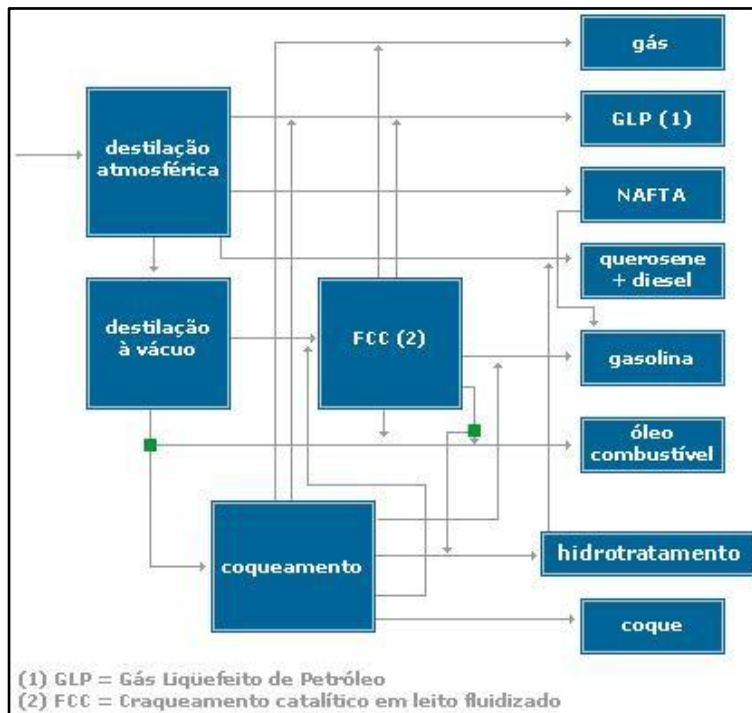 gás
destilação
atmosférica
GLP (1)
NAFTA
querosene
+ diesel
destilação
à vácuo
FCC (2)
gasolina
óleo
combustível
coqueamento
hidrotratamento
coque
(1) GLP = Gás Liqüefeito de Petróleo
(2) FCC = Craqueamento catalítico em leito fluidizado